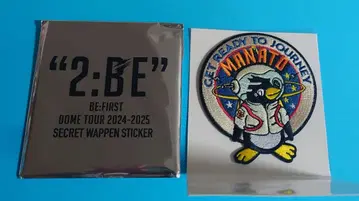 "2:BE"
BE:FIRST
DOME TOUR 2024-2025
SECRET WAPPEN STICKER
GET READY TO JOURNEY
MANATO